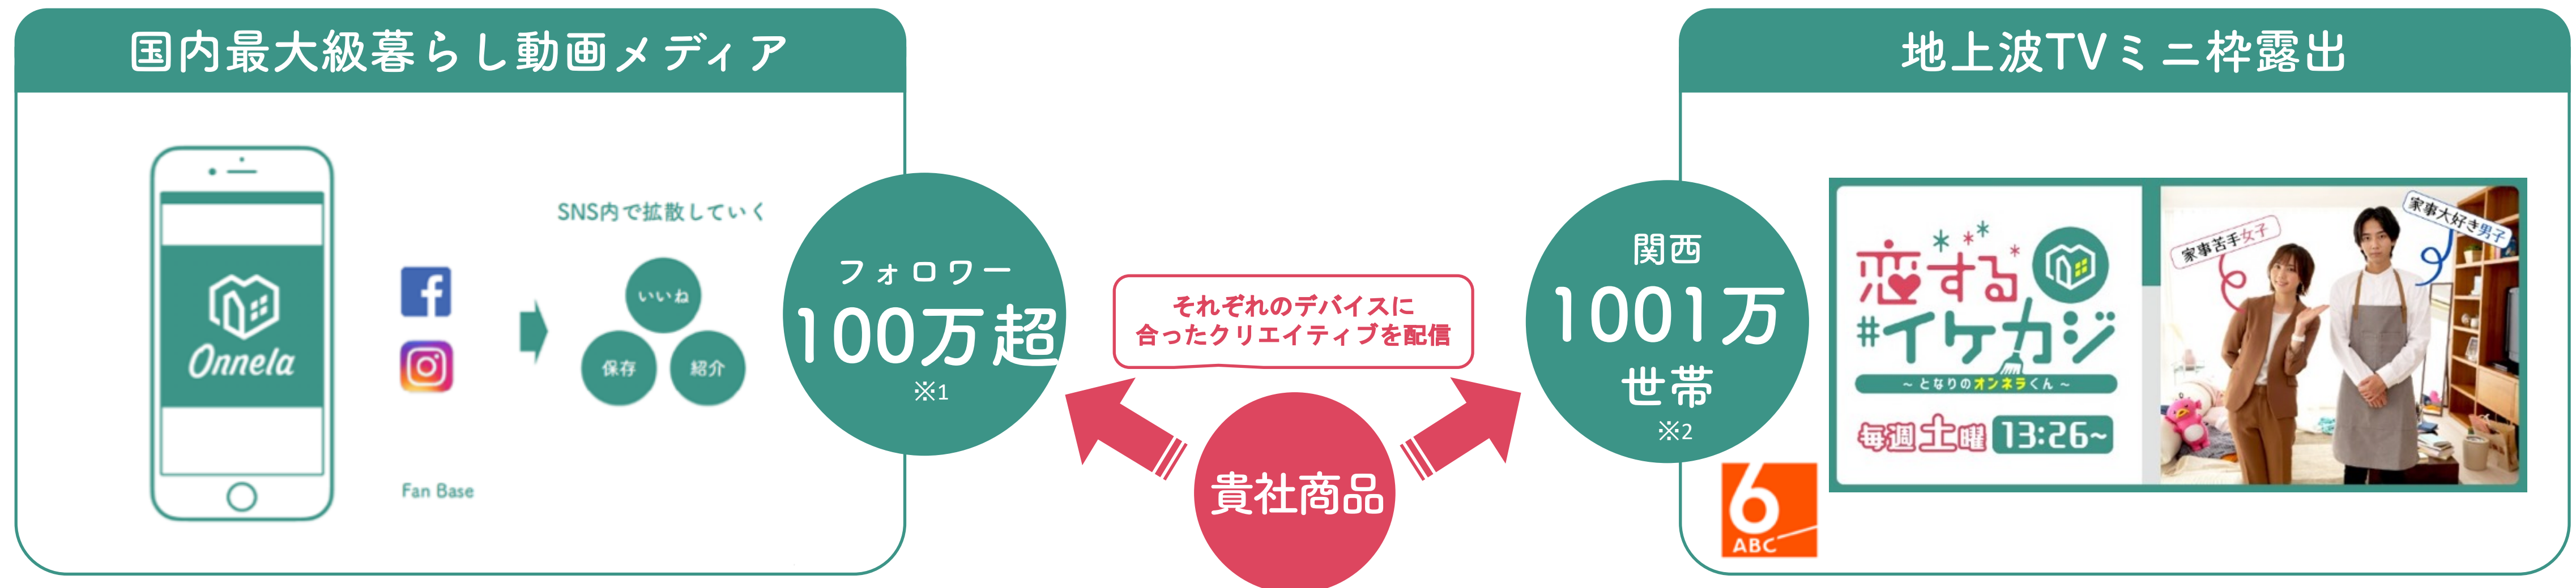 国内最大級暮らし動画メディア
Onnela
Fan Base
SNS内で拡散していく
いいね
保存
紹介
フォロワー
100万超
※1
それぞれのデバイスに
合ったクリエイティブを配信
貴社商品
地上波TVミニ枠露出
関西
1001万
世帯
※2
6
ABC
恋する
#イケカジ
~となりのオンネラくん~
毎週土曜 13:26~
家事苦手女子
家事大好き男子